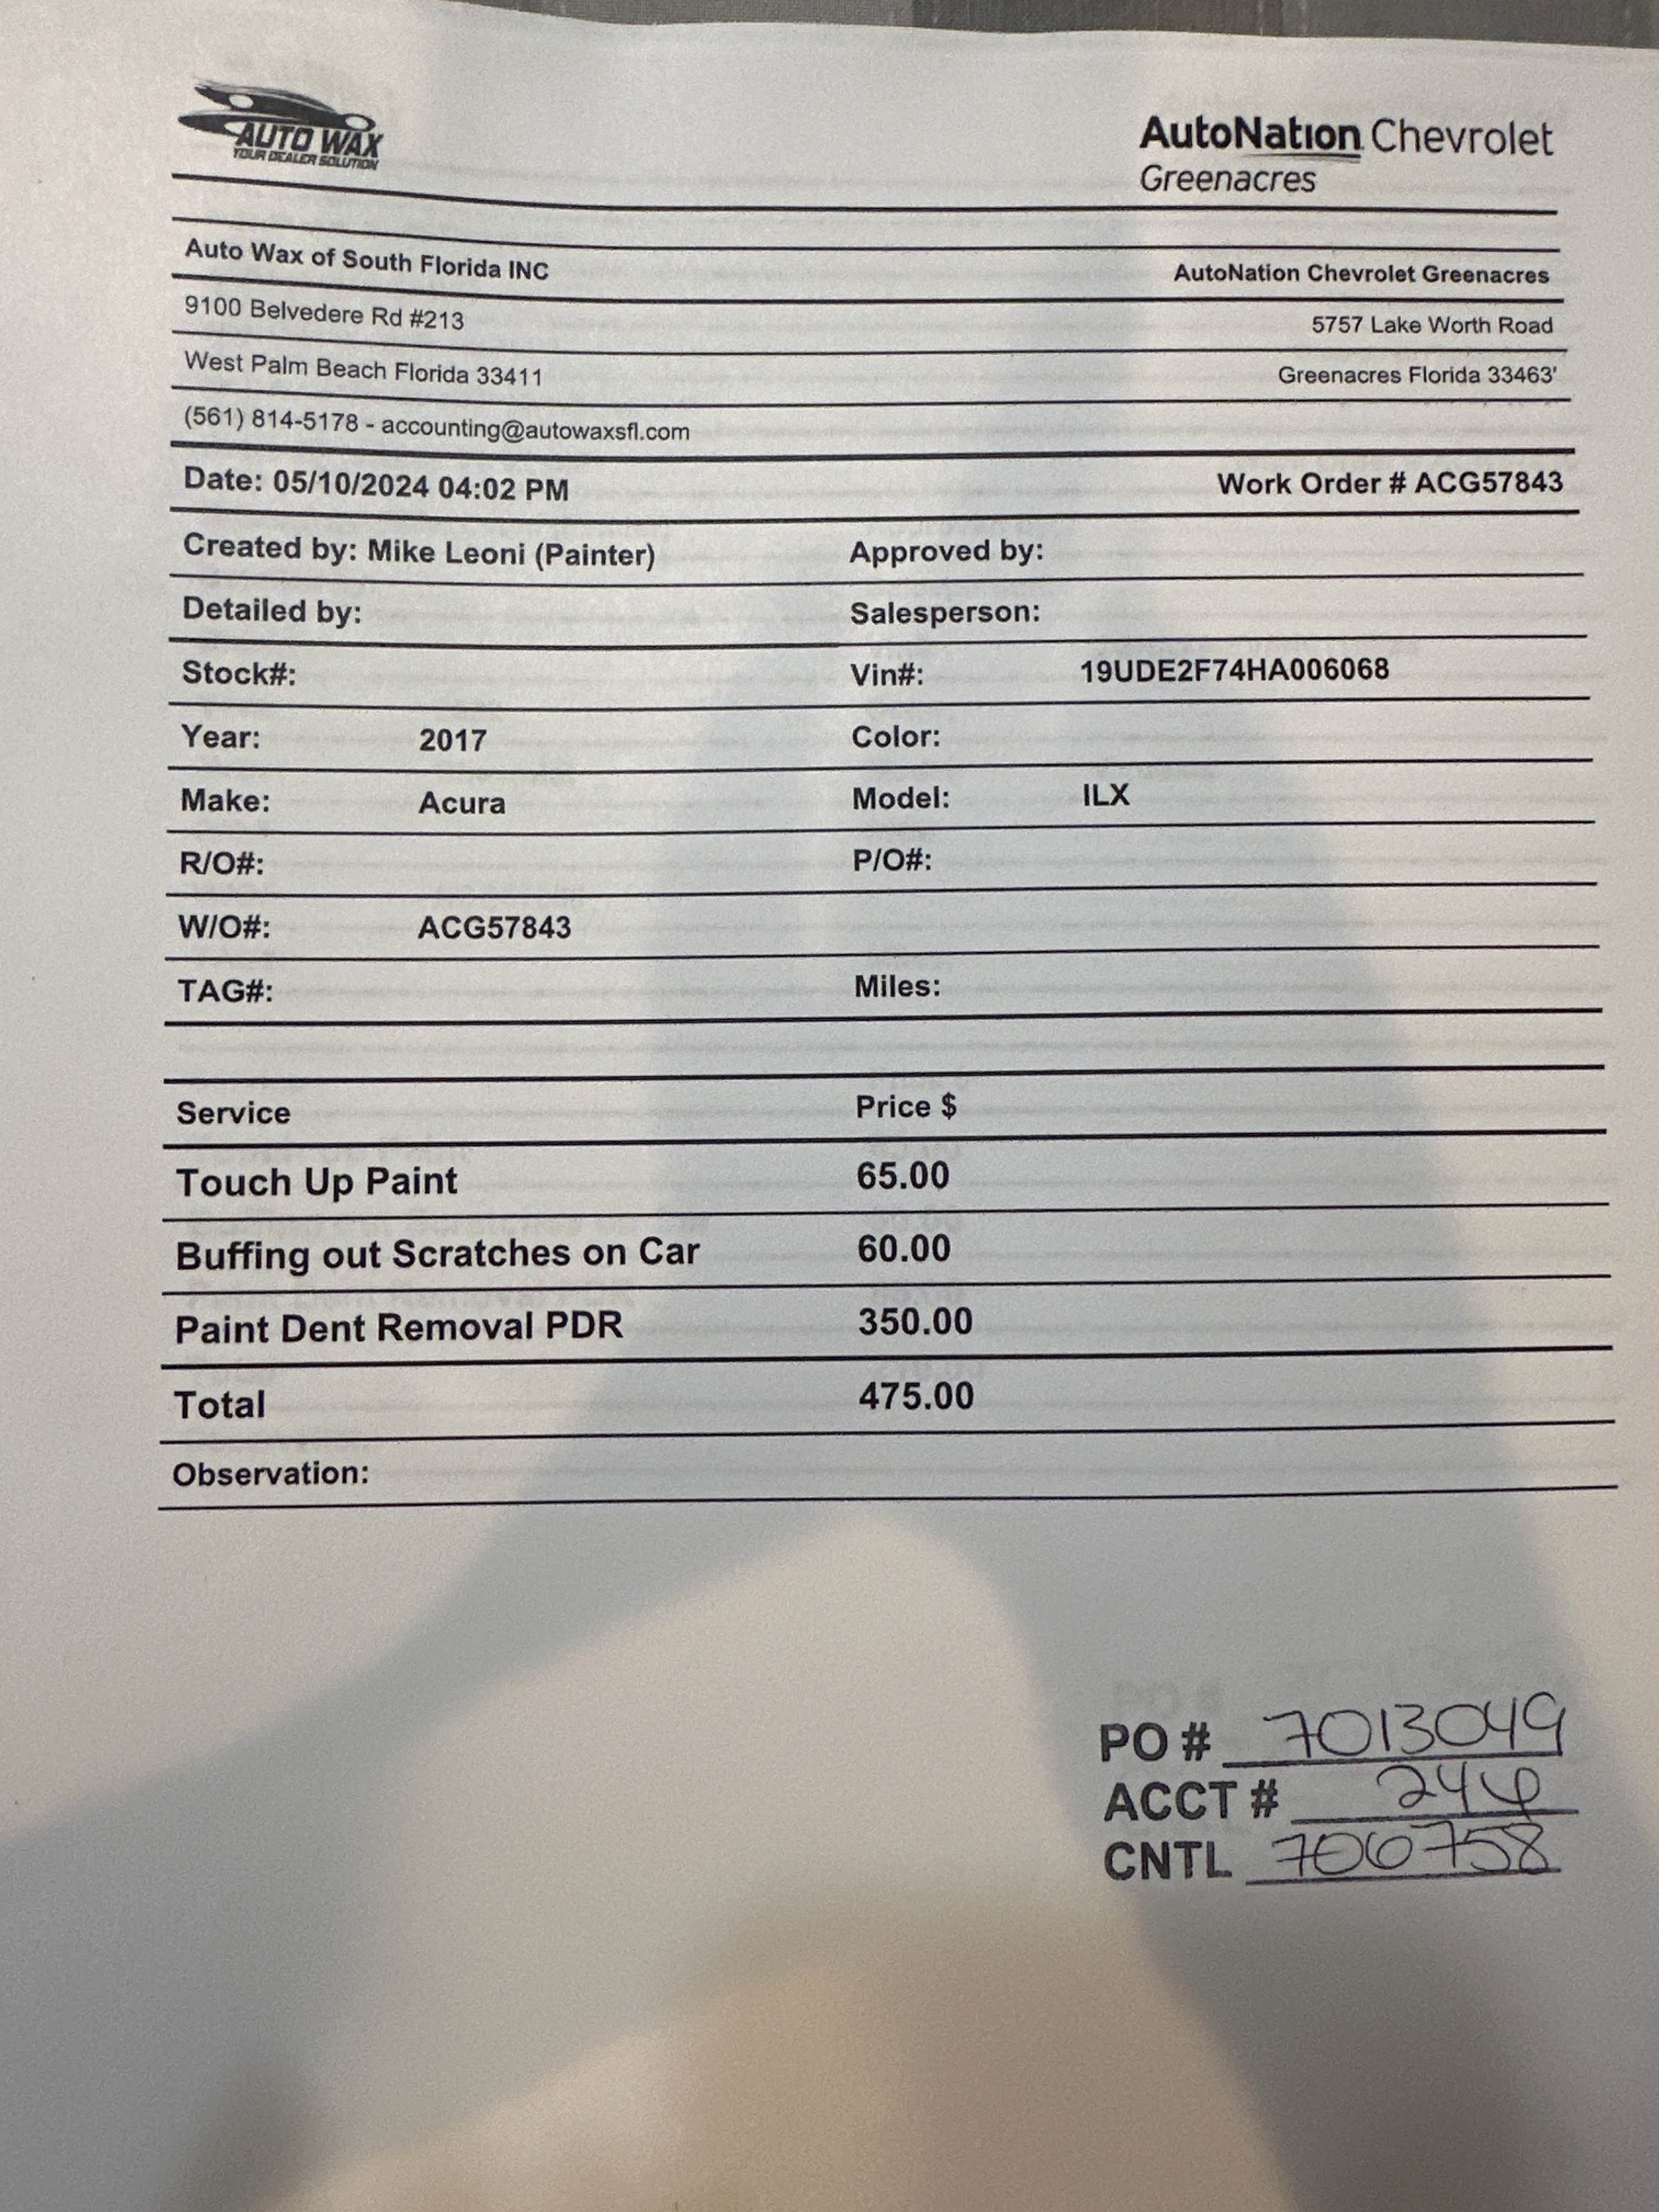 AUTO WAX
YOUR DEALER SOLUTION
AutoNation Chevrolet
Greenacres
Auto Wax of South Florida INC
AutoNation Chevrolet Greenacres
9100 Belvedere Rd #213
5757 Lake Worth Road
West Palm Beach Florida 33411
Greenacres Florida 33463'
(561) 814-5178 - accounting@autowaxsfl.com
Date: 05/10/2024 04:02 PM
Work Order # ACG57843
Created by: Mike Leoni (Painter)
Approved by:
Detailed by:
Salesperson:
Stock#:
Vin#: 19UDE2F74HA006068
Year: 2017
Color:
Make: Acura
Model: ILX
R/O#:
P/O#:
W/O#: ACG57843
TAG#:
Miles:
Service Price $
Touch Up Paint 65.00
Buffing out Scratches on Car 60.00
Paint Dent Removal PDR 350.00
Total 475.00
Observation:
PO # 7013049
ACCT #
CNTL 706758